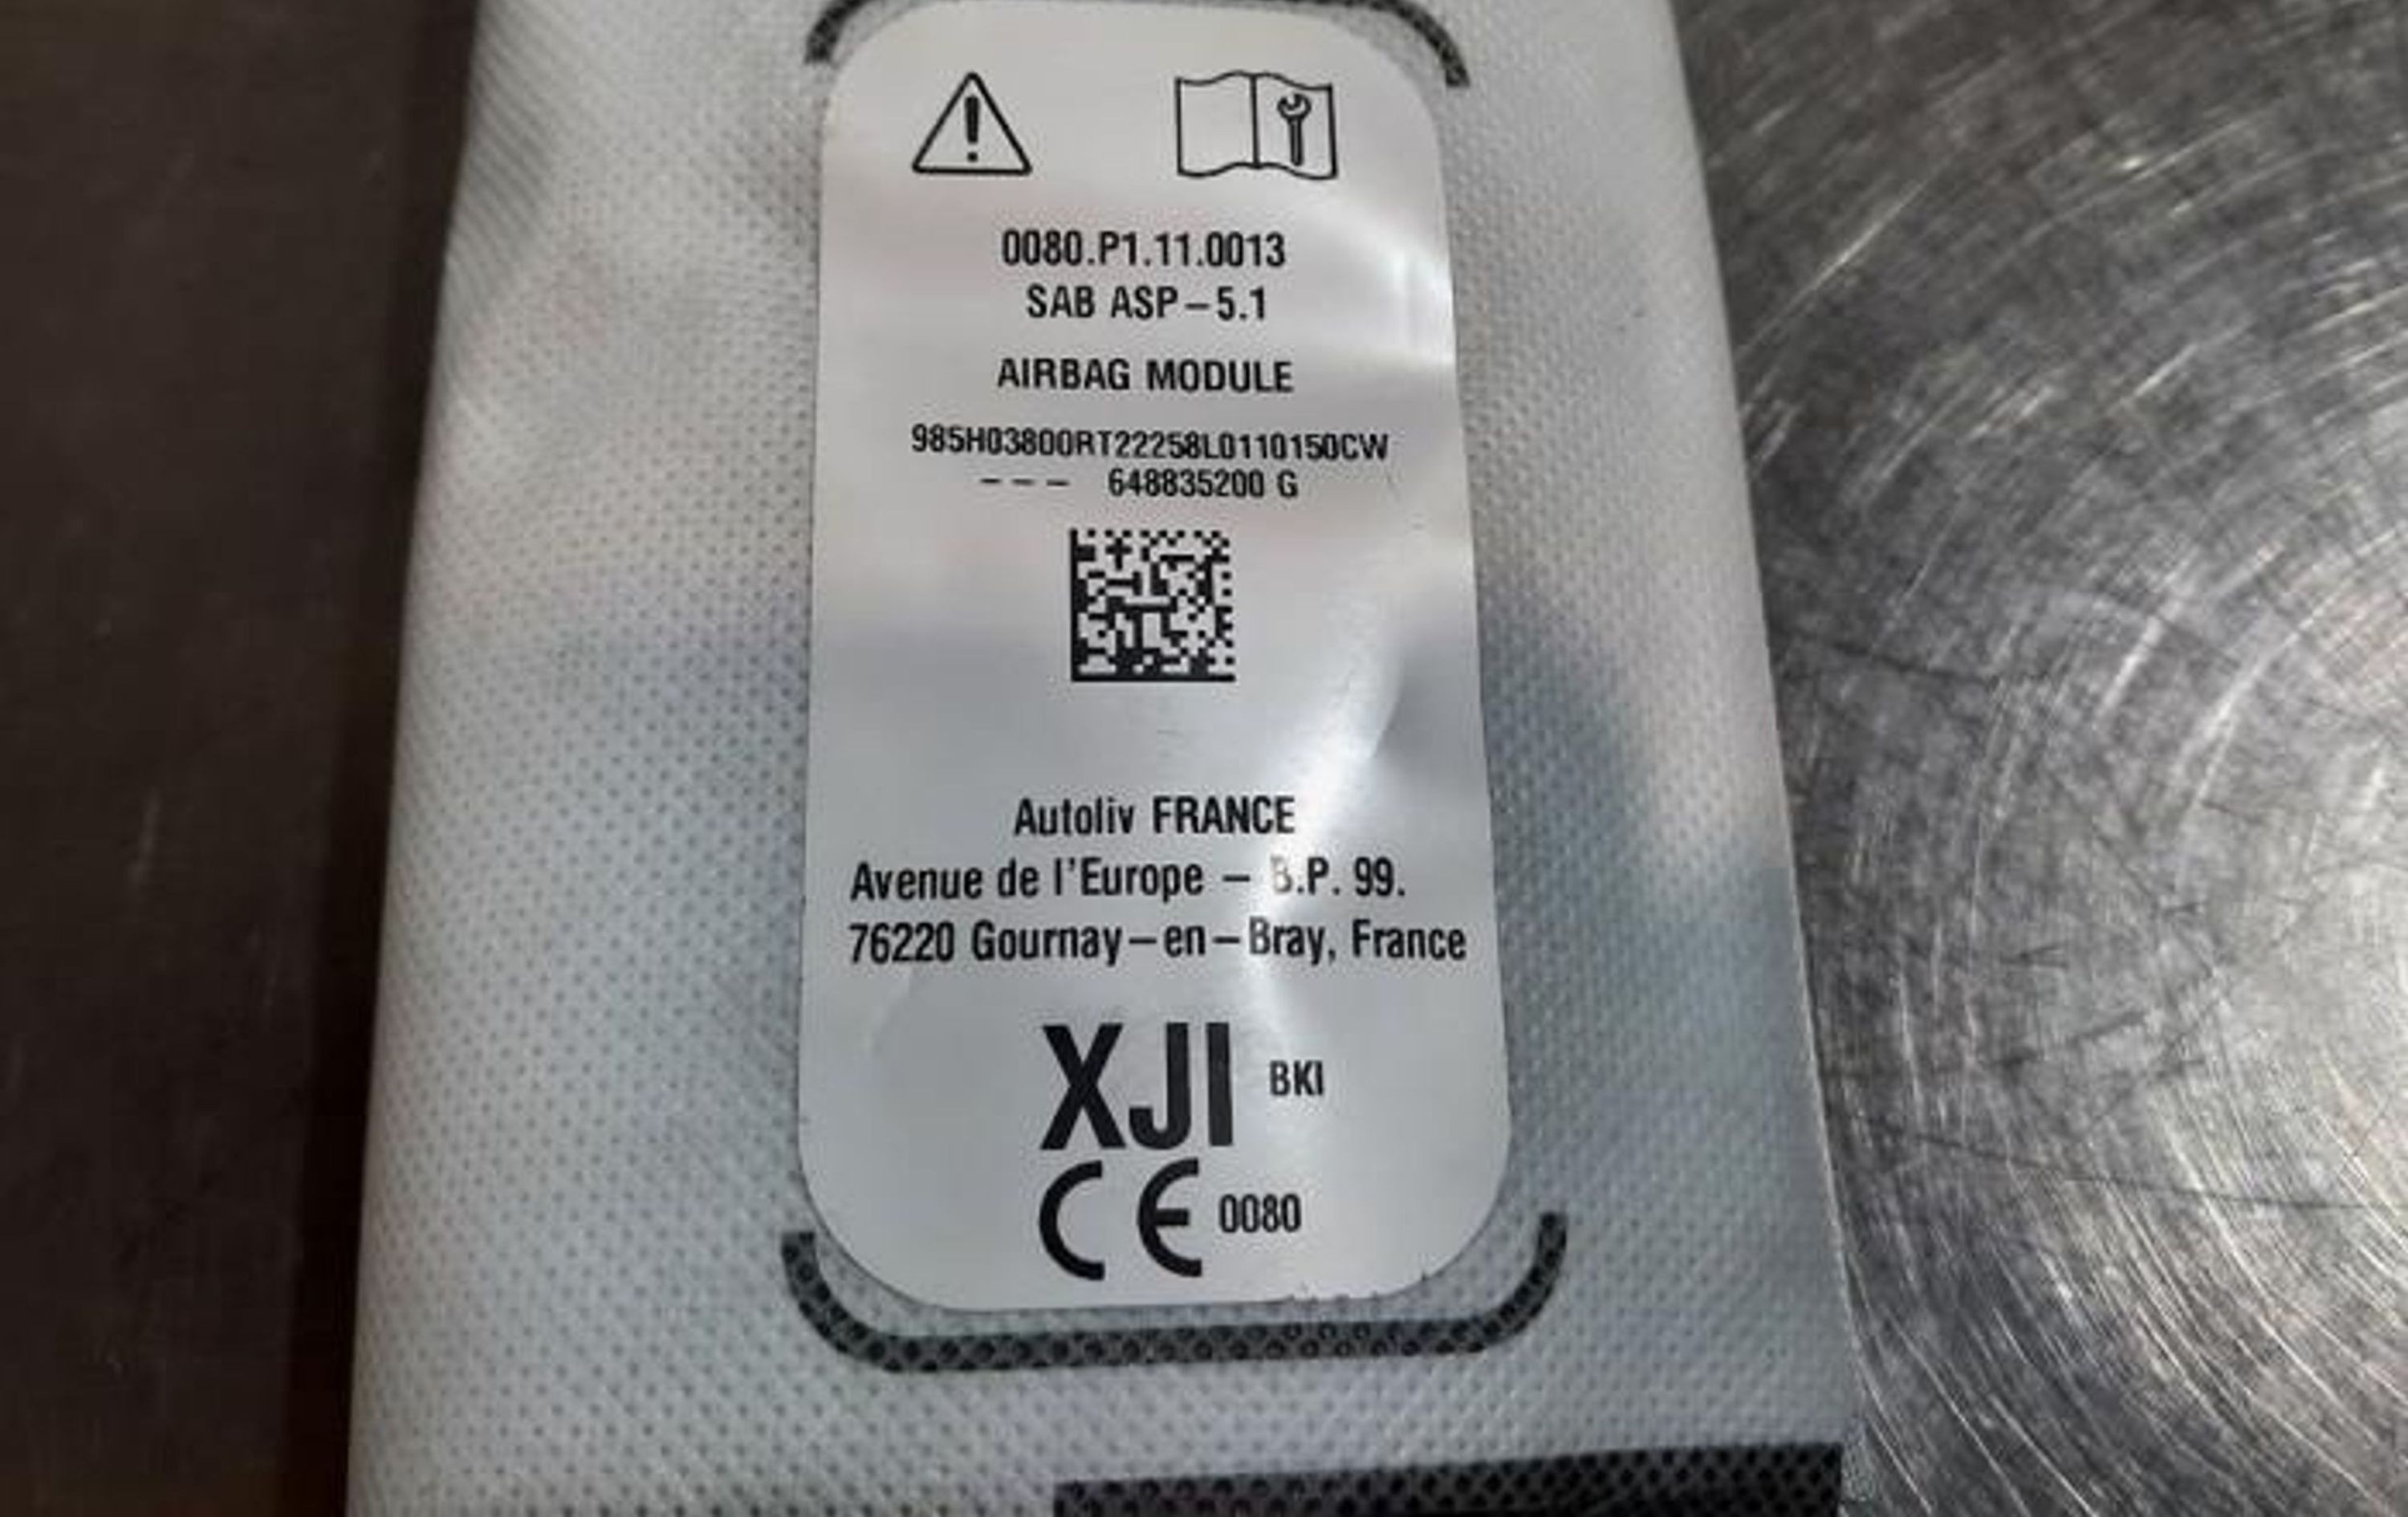 0080.P1.11.0013
SAB ASP-5.1
AIRBAG MODULE
985H03800RT22258L0110150CW
--- 648835200 G
Autoliv FRANCE
Avenue de l'Europe - B.P. 99.
76220 Gournay-en-Bray, France
XJI BKI
CE 0080